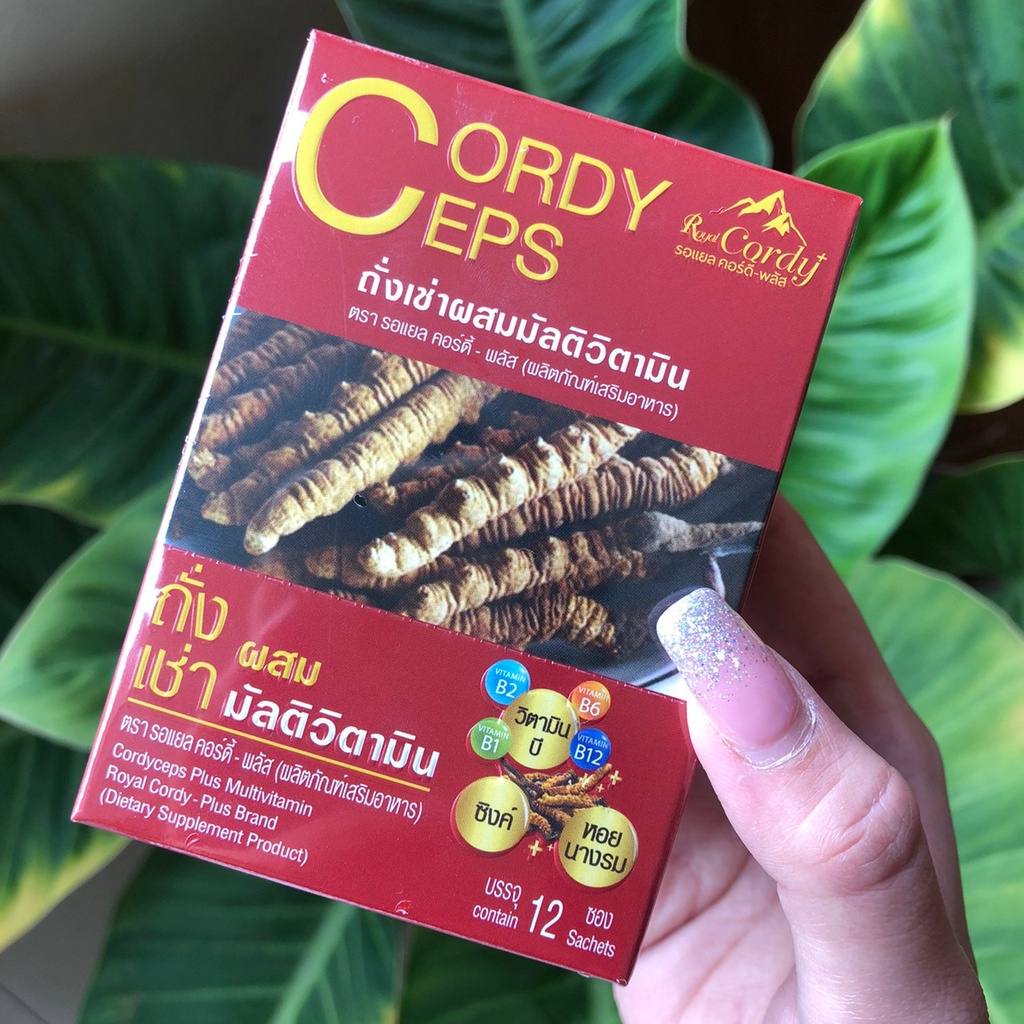 CORDY
CEPS
Royal Cordy+
รอแยล คอร์ดี้-พลัส
ถั่งเช่าผสมมัลติวิตามิน
ตรา รอแยล คอร์ดี้ - พลัส (ผลิตภัณฑ์เสริมอาหาร)
ถั่งเช่า ผสม
มัลติวิตามิน
ตรา รอแยล คอร์ดี้ - พลัส (ผลิตภัณฑ์เสริมอาหาร)
Cordyceps Plus Multivitamin
Royal Cordy - Plus Brand
(Dietary Supplement Product)
VITAMIN B2
VITAMIN B6
วิตามิน บี
VITAMIN B1
VITAMIN B12
ซิงค์
หอยนางรม
บรรจุ 12 ซอง
contain 12 Sachets